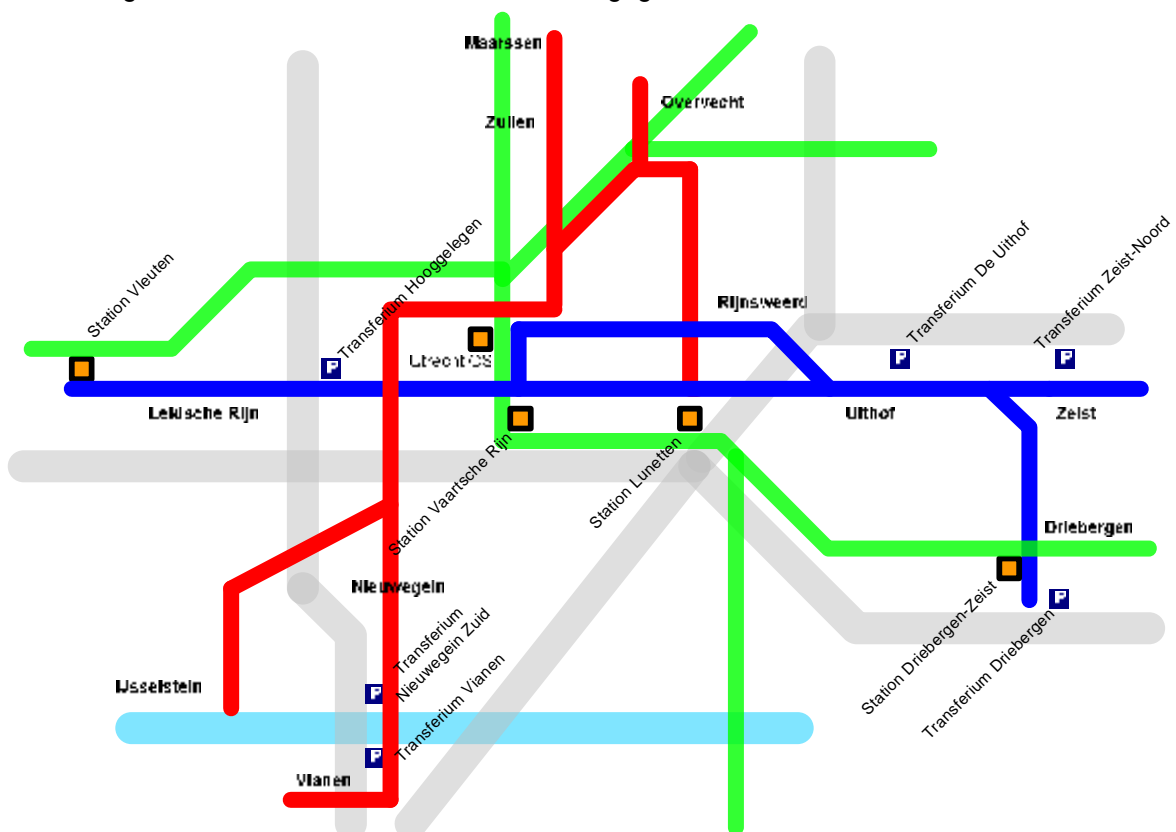 Maarssen
Overvecht
Zuilen
Station Vleuten
Transferium Hooggelegen
Transferium De Uithof
Transferium Zeist-Noord
Rijnsweerd
P
P
P
Utrecht CS
Leidsche Rijn
Uithof
Zeist
Station Vaartsche Rijn
Station Lunetten
Driebergen
Nieuwegein
P
Station Driebergen-Zeist
Transferium Driebergen
IJsselstein
P
Transferium
Nieuwegein Zuid
P
Transferium Vianen
Vianen